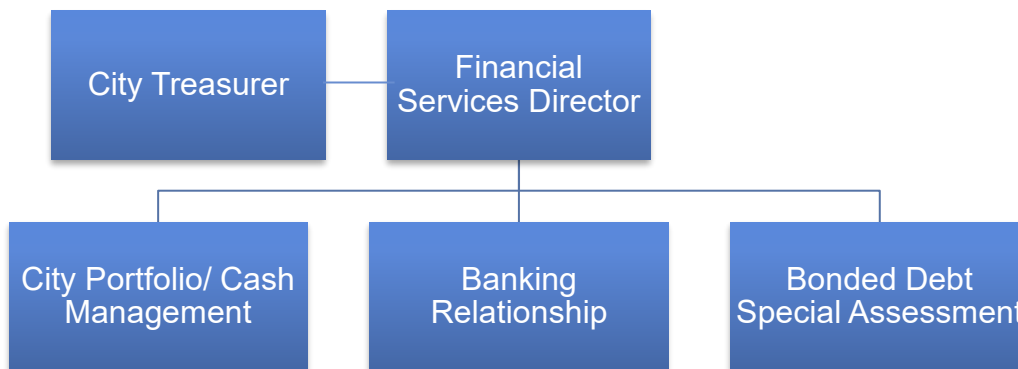 City Treasurer
Financial
Services Director
City Portfolio/ Cash
Management
Banking
Relationship
Bonded Debt
Special Assessment